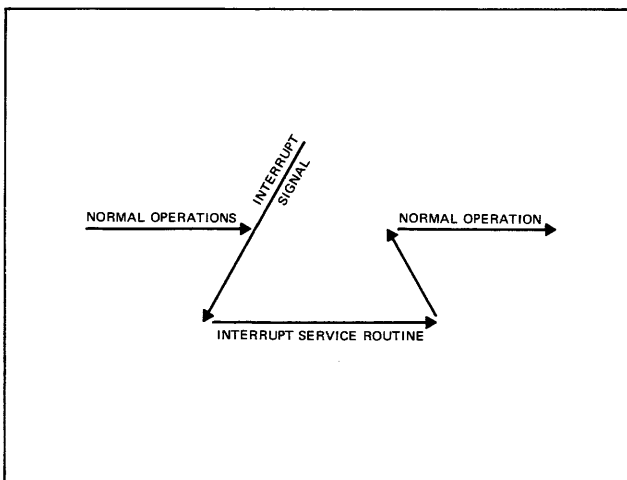 INTERRUPT
SIGNAL
NORMAL OPERATIONS
NORMAL OPERATION
INTERRUPT SERVICE ROUTINE